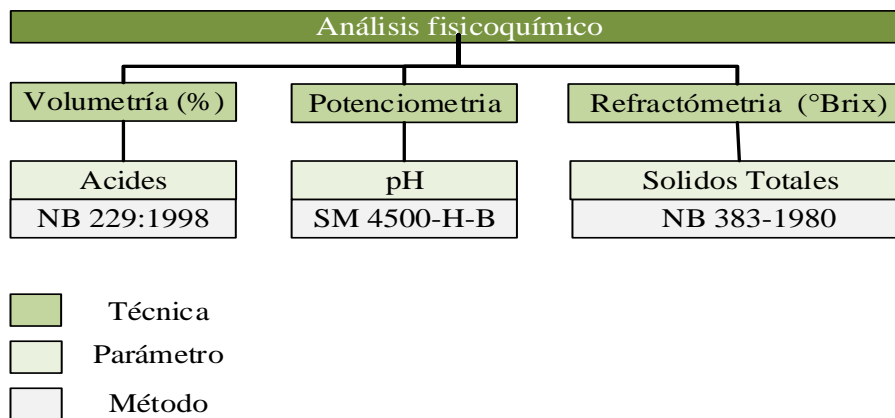 Análisis fisicoquímico
Volumetría (%)
Potenciometria
Refractómetria (°Brix)
Acides
pH
Solidos Totales
NB 229:1998
SM 4500-H-B
NB 383-1980
Técnica
Parámetro
Método